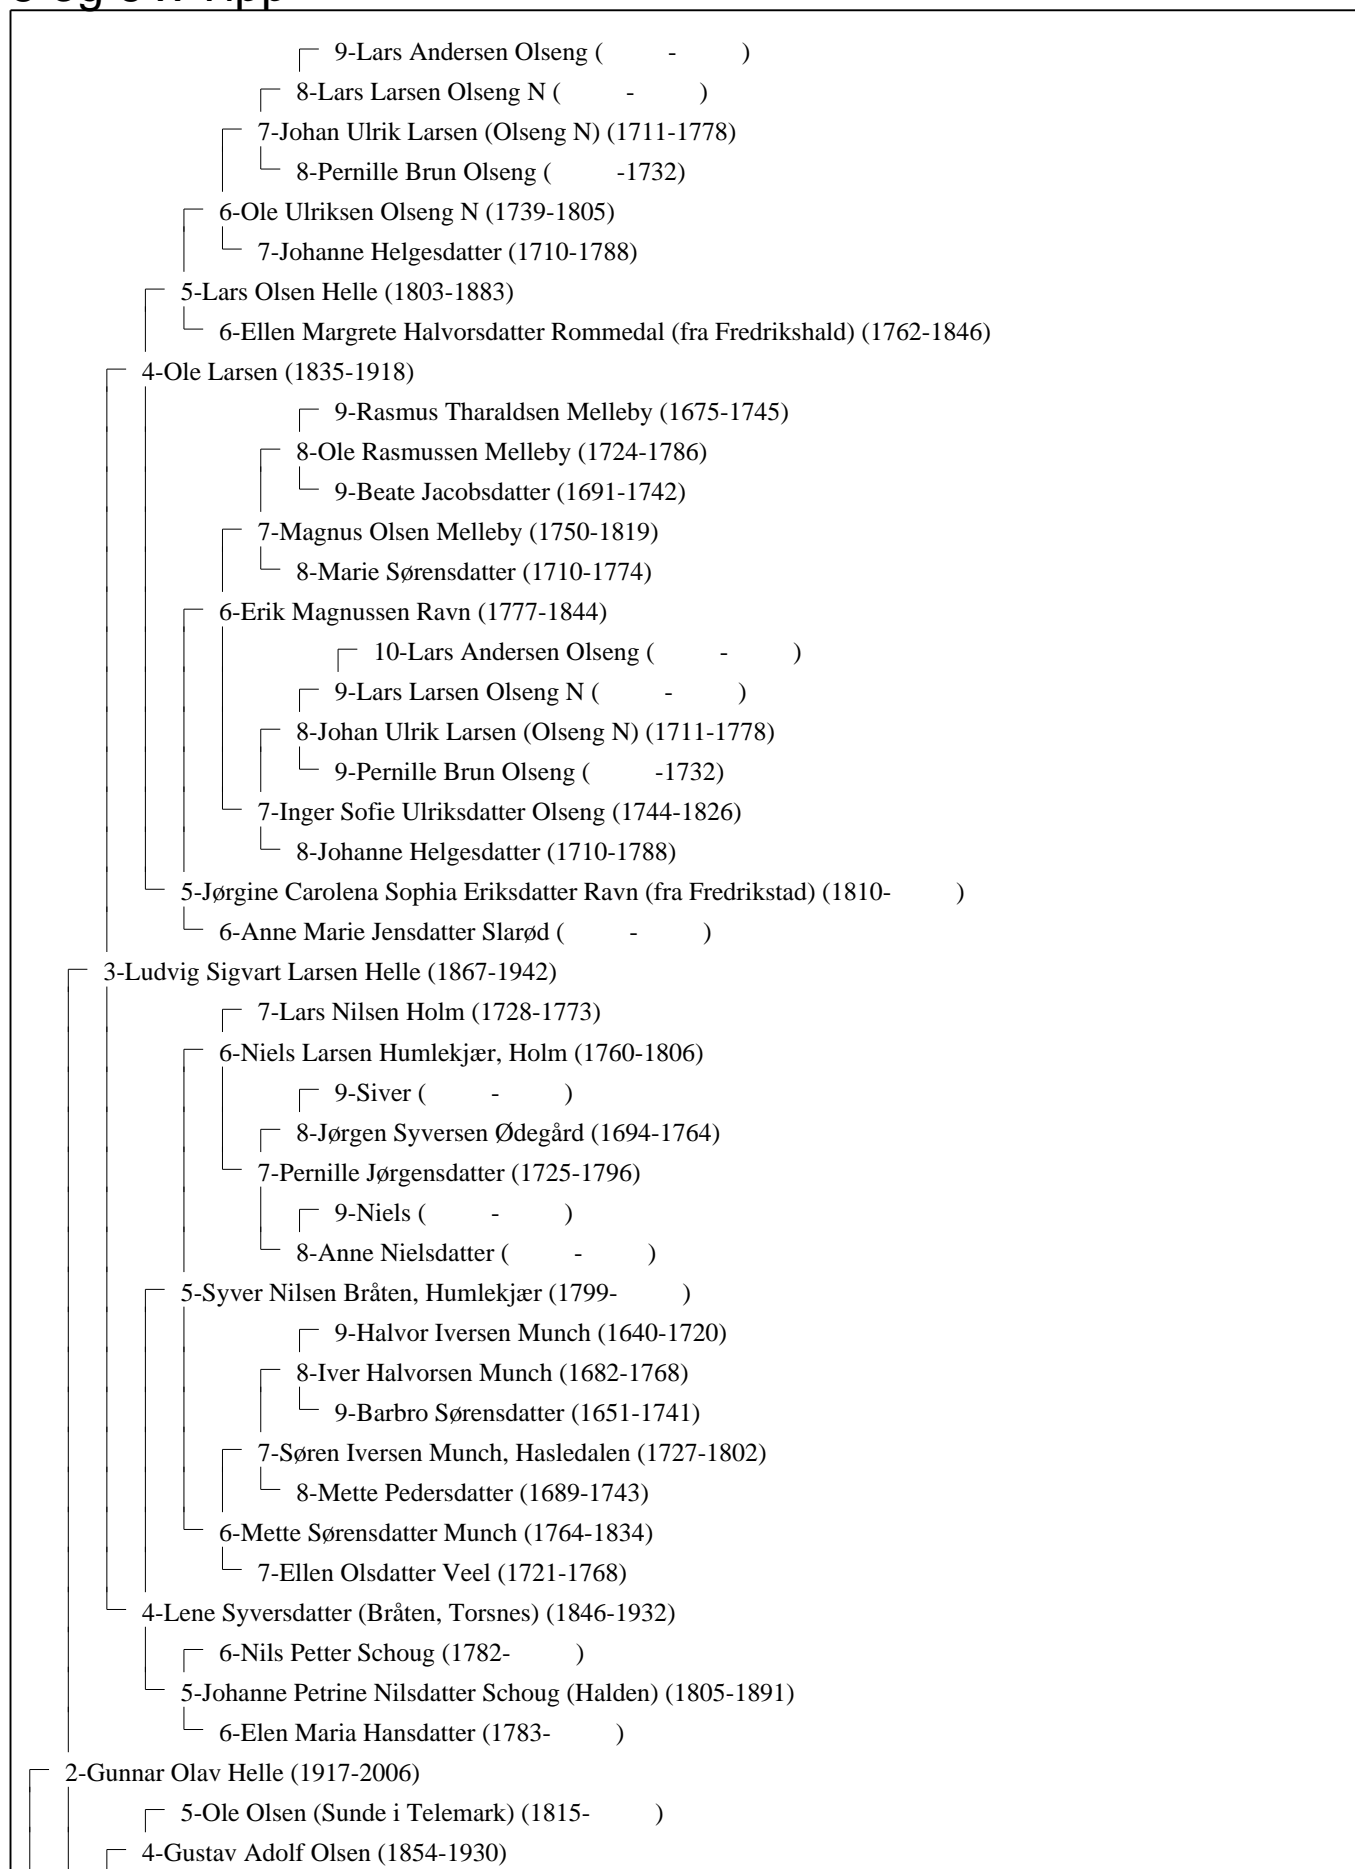 9-Lars Andersen Olseng ( - )
8-Lars Larsen Olseng N ( - )
7-Johan Ulrik Larsen (Olseng N) (1711-1778)
8-Pernille Brun Olseng ( -1732)
6-Ole Ulriksen Olseng N (1739-1805)
7-Johanne Helgesdatter (1710-1788)
5-Lars Olsen Helle (1803-1883)
6-Ellen Margrete Halvorsdatter Rommedal (fra Fredrikshald) (1762-1846)
4-Ole Larsen (1835-1918)
9-Rasmus Tharaldsen Melleby (1675-1745)
8-Ole Rasmussen Melleby (1724-1786)
9-Beate Jacobsdatter (1691-1742)
7-Magnus Olsen Melleby (1750-1819)
8-Marie Sørensdatter (1710-1774)
6-Erik Magnussen Ravn (1777-1844)
10-Lars Andersen Olseng ( - )
9-Lars Larsen Olseng N ( - )
8-Johan Ulrik Larsen (Olseng N) (1711-1778)
9-Pernille Brun Olseng ( -1732)
7-Inger Sofie Ulriksdatter Olseng (1744-1826)
8-Johanne Helgesdatter (1710-1788)
5-Jørgine Carolena Sophia Eriksdatter Ravn (fra Fredrikstad) (1810- )
6-Anne Marie Jensdatter Slarød ( - )
3-Ludvig Sigvart Larsen Helle (1867-1942)
7-Lars Nilsen Holm (1728-1773)
6-Niels Larsen Humlekjær, Holm (1760-1806)
9-Siver ( - )
8-Jørgen Syversen Ødegård (1694-1764)
7-Pernille Jørgensdatter (1725-1796)
9-Niels ( - )
8-Anne Nielsdatter ( - )
5-Syver Nilsen Bråten, Humlekjær (1799- )
9-Halvor Iversen Munch (1640-1720)
8-Iver Halvorsen Munch (1682-1768)
9-Barbro Sørensdatter (1651-1741)
7-Søren Iversen Munch, Hasledalen (1727-1802)
8-Mette Pedersdatter (1689-1743)
6-Mette Sørensdatter Munch (1764-1834)
7-Ellen Olsdatter Veel (1721-1768)
4-Lene Syversdatter (Bråten, Torsnes) (1846-1932)
6-Nils Petter Schoug (1782- )
5-Johanne Petrine Nilsdatter Schoug (Halden) (1805-1891)
6-Elen Maria Hansdatter (1783- )
2-Gunnar Olav Helle (1917-2006)
5-Ole Olsen (Sunde i Telemark) (1815- )
4-Gustav Adolf Olsen (1854-1930)